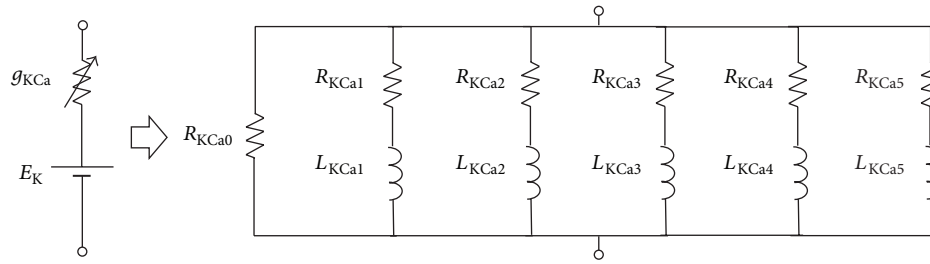 g_KCa
E_K
R_KCa0
R_KCa1
R_KCa2
R_KCa3
R_KCa4
R_KCa5
L_KCa1
L_KCa2
L_KCa3
L_KCa4
L_KCa5